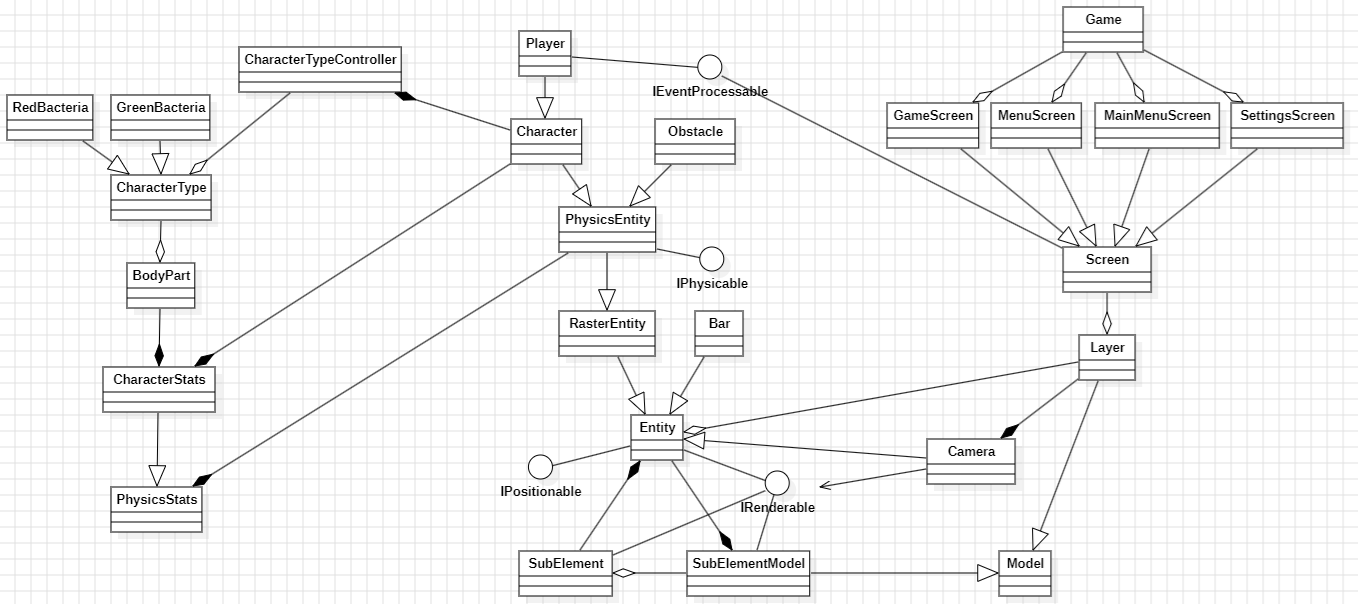 Game
Player
CharacterTypeController
IEventProcessable
RedBacteria
GreenBacteria
GameScreen
MenuScreen
MainMenuScreen
SettingsScreen
Character
Obstacle
CharacterType
PhysicsEntity
Screen
BodyPart
IPhysicable
RasterEntity
Bar
Layer
CharacterStats
Entity
Camera
IPositionable
PhysicsStats
IRenderable
SubElement
SubElementModel
Model